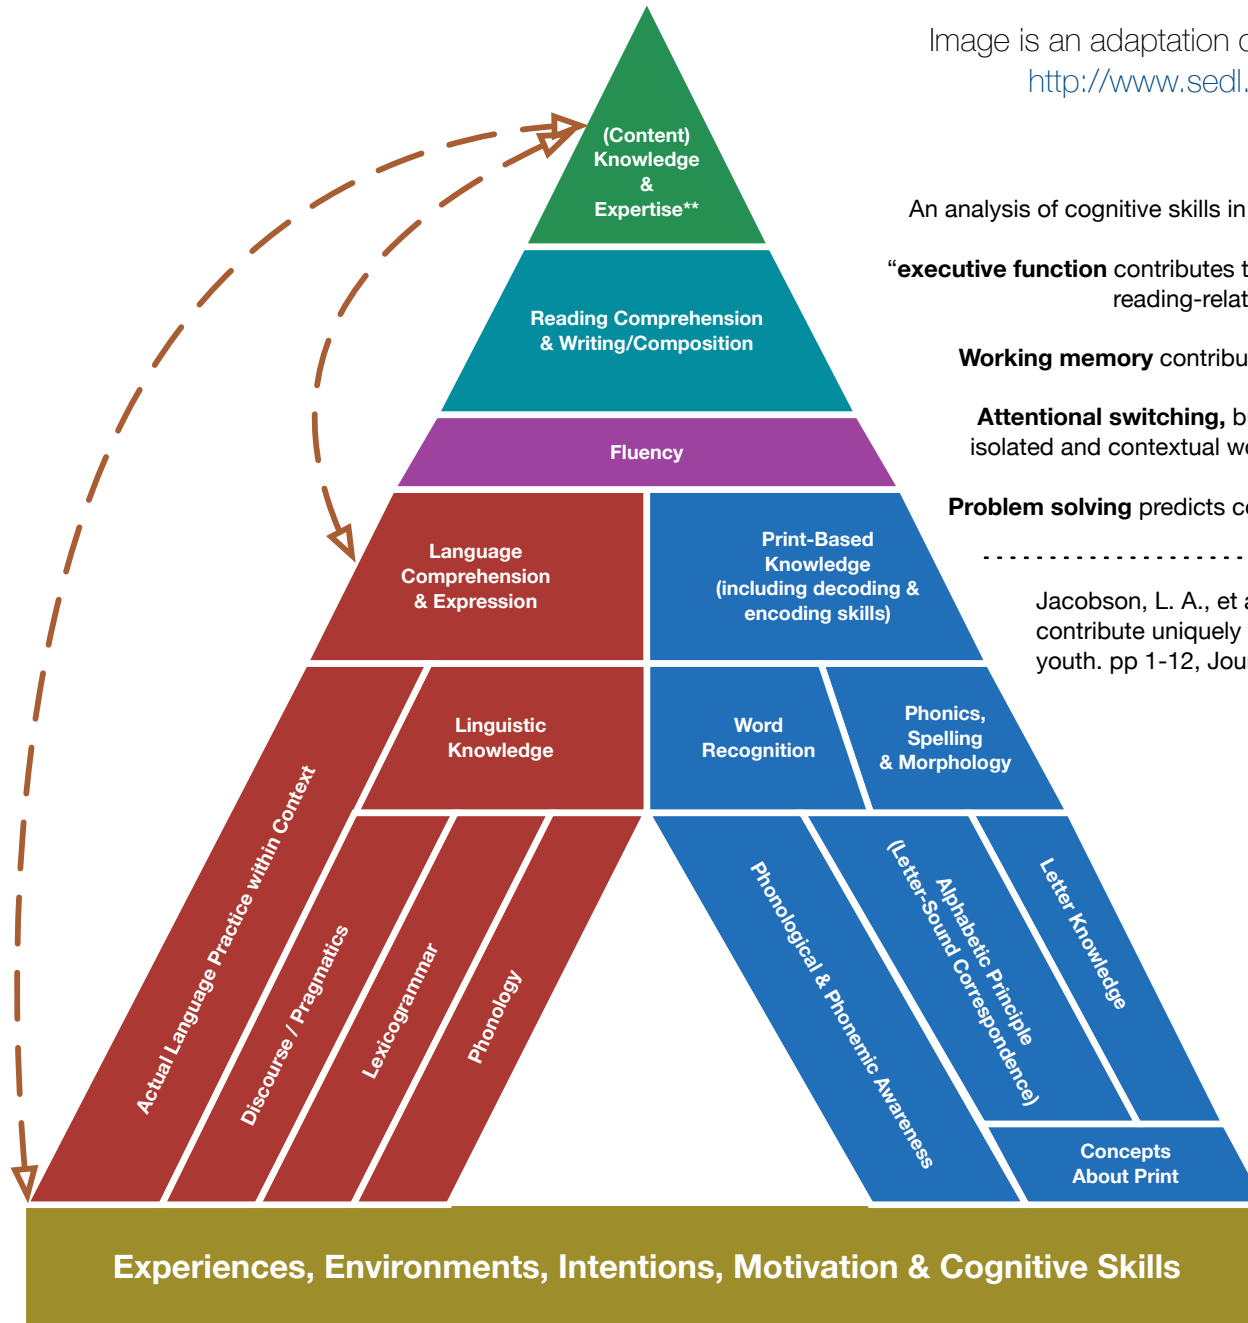 Image is an adaptation
http://www.sedl.
(Content)
Knowledge
&
Expertise**
An analysis of cognitive skills in
“executive function contributes
reading-relat
Working memory contribu
Attentional switching,
isolated and contextual
Problem solving predicts
Jacobson, L. A., et
contribute uniquely
youth. pp 1-12, Jour
Reading Comprehension
& Writing/Composition
Fluency
Language
Comprehension
& Expression
Print-Based
Knowledge
(including decoding &
encoding skills)
Linguistic
Knowledge
Word
Recognition
Phonics,
Spelling
& Morphology
Actual Language Practice within Context
Discourse / Pragmatics
Lexicogrammar
Phonology
Phonological & Phonemic Awareness
Alphabetic Principle
(Letter-Sound Correspondence)
Letter Knowledge
Concepts
About Print
Experiences, Environments, Intentions, Motivation & Cognitive Skills